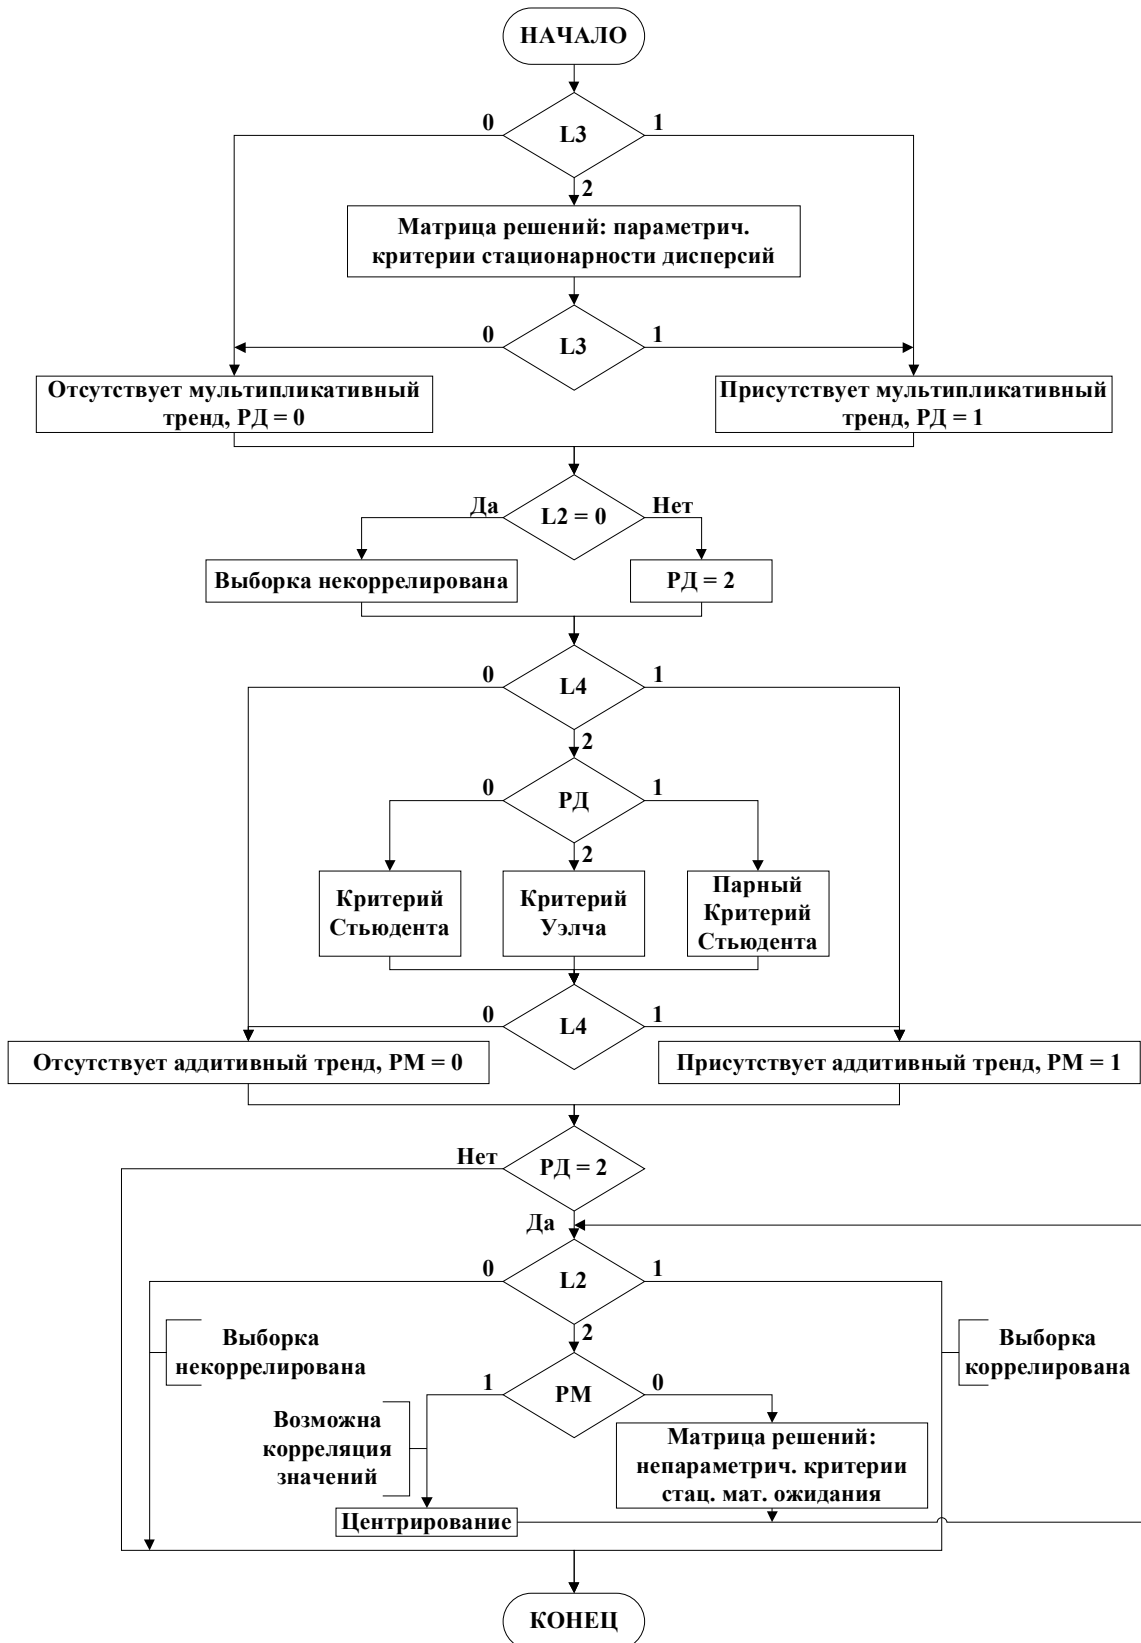 НАЧАЛО
0
L3
1
2
Матрица решений: параметрич.
критерии стационарности дисперсий
0
L3
1
Отсутствует мультипликативный
тренд, РД = 0
Присутствует мультипликативный
тренд, РД = 1
Да
L2 = 0
Нет
Выборка некоррелирована
РД = 2
0
L4
1
2
0
РД
1
2
Критерий
Стьюдента
Критерий
Уэлча
Парный
Критерий
Стьюдента
0
L4
1
Отсутствует аддитивный тренд, РМ = 0
Присутствует аддитивный тренд, РМ = 1
Нет
РД = 2
Да
0
L2
1
2
Выборка
некоррелирована
Выборка
коррелирована
1
РМ
0
Возможна
корреляция
значений
Матрица решений:
непараметрич. критерии
стац. мат. ожидания
Центрирование
КОНЕЦ